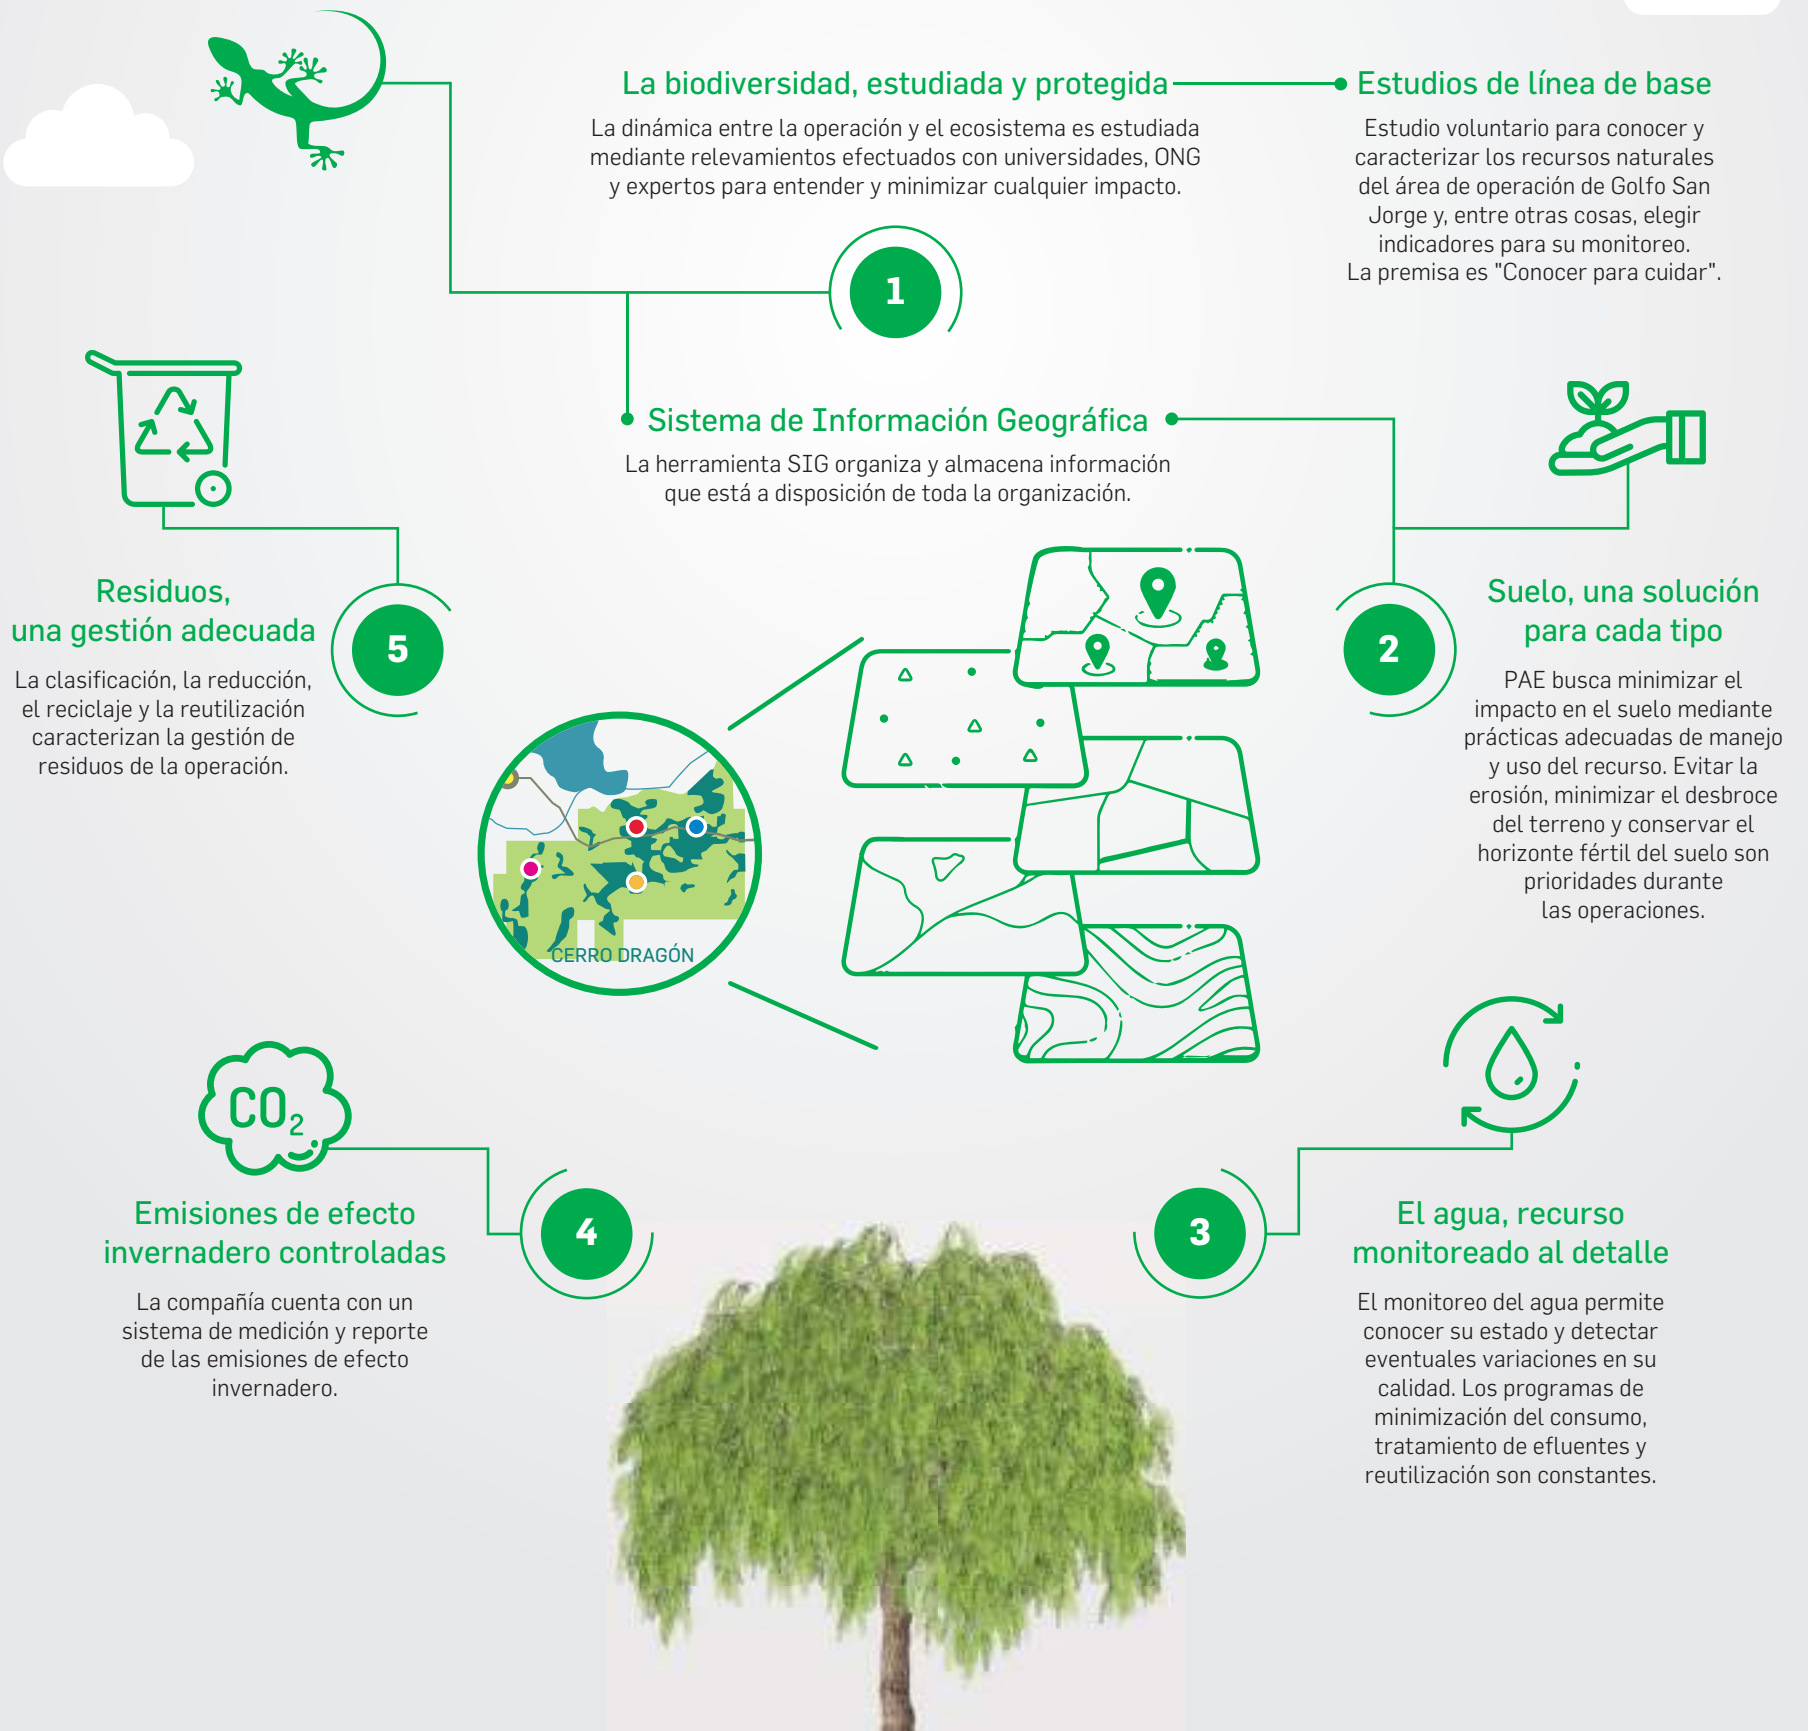 La biodiversidad, estudiada y protegida
La dinámica entre la operación y el ecosistema es estudiada
mediante relevamientos efectuados con universidades, ONG
y expertos para entender y minimizar cualquier impacto.
Estudios de línea de base
Estudio voluntario para conocer y
caracterizar los recursos naturales
del área de operación de Golfo San
Jorge y, entre otras cosas, elegir
indicadores para su monitoreo.
La premisa es "Conocer para cuidar".
1
Sistema de Información Geográfica
La herramienta SIG organiza y almacena información
que está a disposición de toda la organización.
2
Suelo, una solución
para cada tipo
PAE busca minimizar el
impacto en el suelo mediante
prácticas adecuadas de manejo
y uso del recurso. Evitar la
erosión, minimizar el desbroce
del terreno y conservar el
horizonte fértil del suelo son
prioridades durante
las operaciones.
5
Residuos,
una gestión adecuada
La clasificación, la reducción,
el reciclaje y la reutilización
caracterizan la gestión de
residuos de la operación.
CERRO DRAGÓN
3
El agua, recurso
monitoreado al detalle
El monitoreo del agua permite
conocer su estado y detectar
eventuales variaciones en su
calidad. Los programas de
minimización del consumo,
tratamiento de efluentes y
reutilización son constantes.
CO₂
4
Emisiones de efecto
invernadero controladas
La compañía cuenta con un
sistema de medición y reporte
de las emisiones de efecto
invernadero.